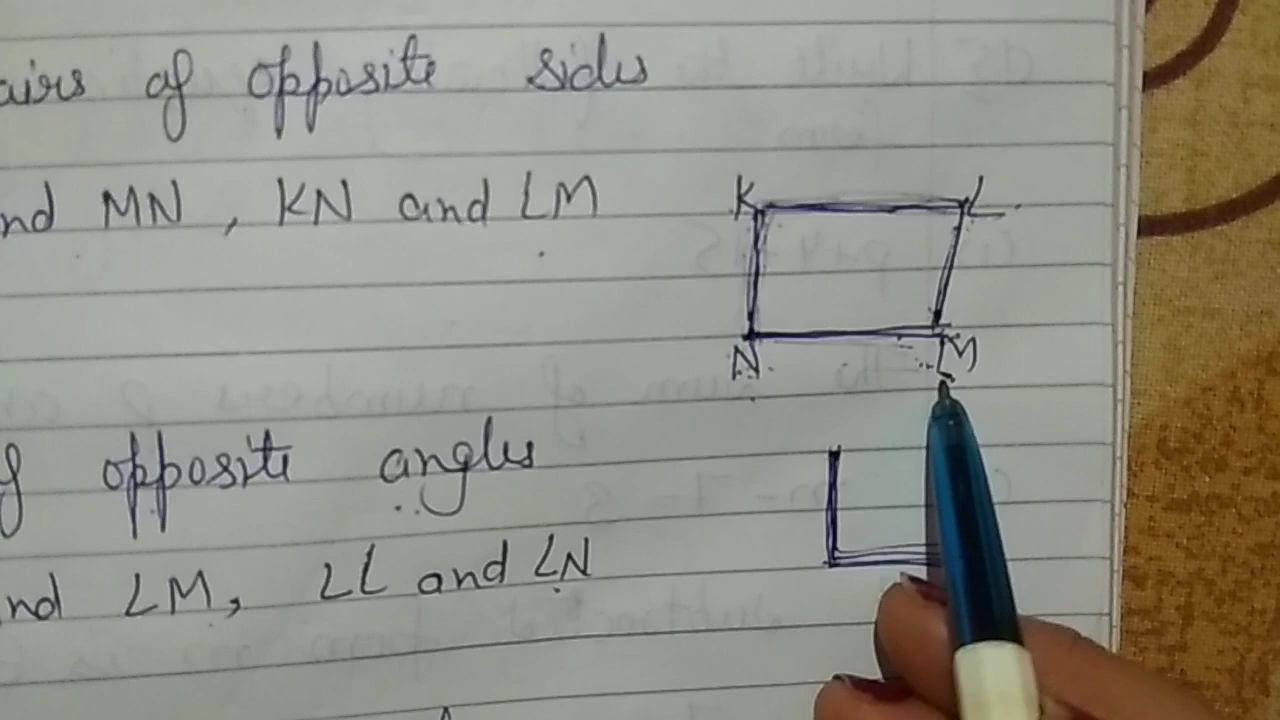 airs of opposite sides
nd MN, KN and LM
K L
N M
f opposite angles
nd ∠M, ∠L and ∠N